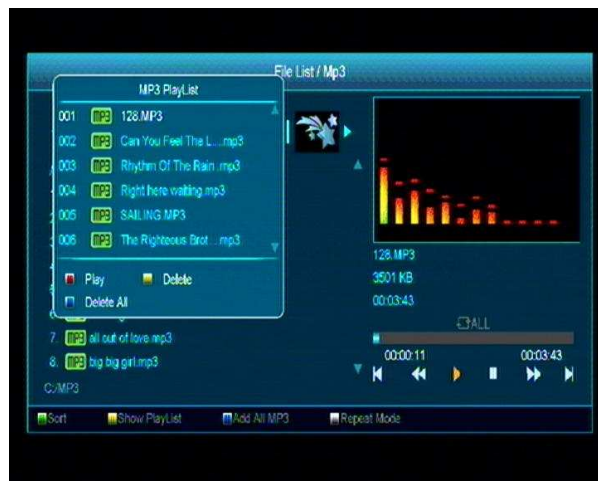 File List / Mp3
MP3 PlayList
001 MP3 128.MP3
002 MP3 Can You Feel The L....mp3
003 MP3 Rhythm Of The Rain .mp3
004 MP3 Right here waiting.mp3
005 MP3 SAILING.MP3
006 MP3 The Righteous Brot....mp3
Play Delete
Delete All
7. MP3 all out of love.mp3
8. MP3 big big girl.mp3
C:/MP3
128.MP3
3501 KB
00:03:43
ALL
00:00:11 00:03:43
Sort Show PlayList Add All MP3 Repeat Mode